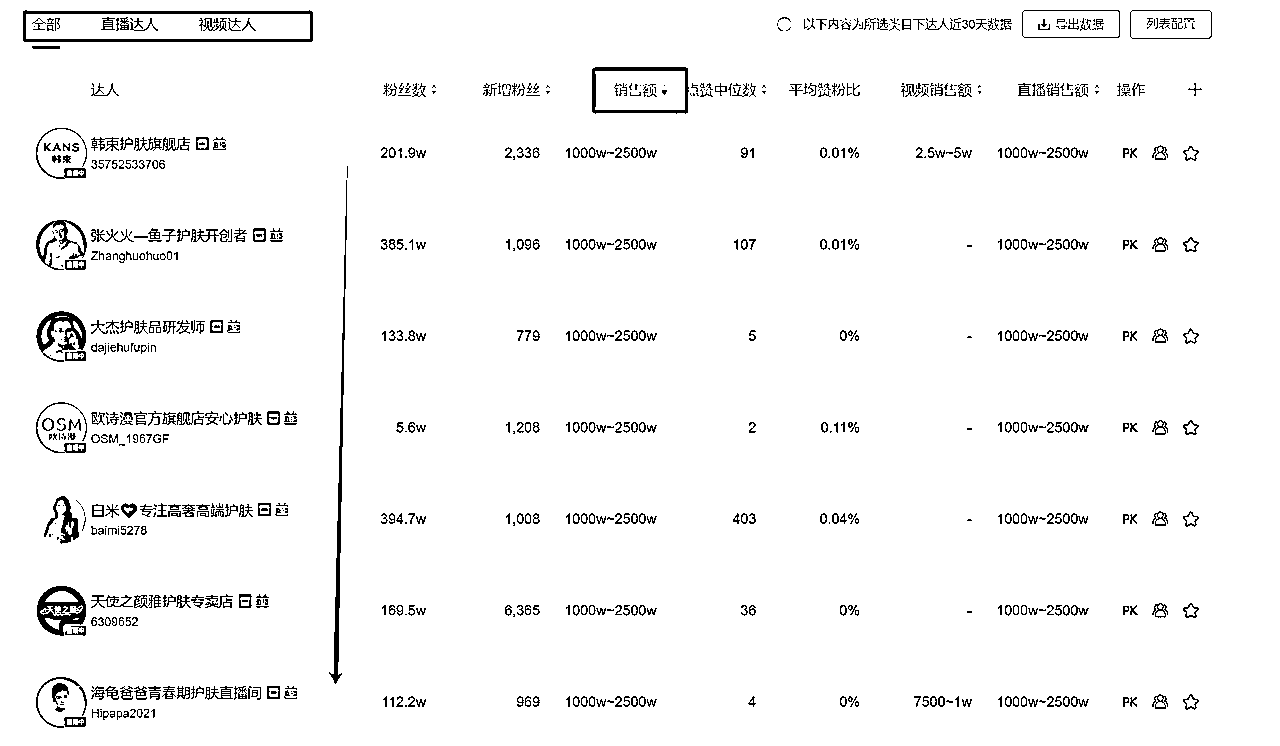 全部 直播达人 视频达人 以下内容为所选类目下达人近30天数据 导出数据 列表配置
达人 粉丝数 新增粉丝 销售额 点赞中位数 平均赞粉比 视频销售额 直播销售额 操作
KANS
韩束
韩束护肤旗舰店
35752533706
201.9w 2,336 1000w~2500w 91 0.01% 2.5w~5w 1000w~2500w PK
张火火—鱼子护肤开创者
Zhanghuohuo01
385.1w 1,096 1000w~2500w 107 0.01% - 1000w~2500w PK
大杰护肤品研发师
dajiehufupin
133.8w 779 1000w~2500w 5 0% - 1000w~2500w PK
OSM
欧诗漫
欧诗漫官方旗舰店安心护肤
OSM_1967GF
5.6w 1,208 1000w~2500w 2 0.11% - 1000w~2500w PK
白米专注高奢高端护肤
baimi5278
394.7w 1,008 1000w~2500w 403 0.04% - 1000w~2500w PK
天使之颜
天使之颜雅护肤专卖店
6309652
169.5w 6,365 1000w~2500w 36 0% - 1000w~2500w PK
海龟爸爸青春期护肤直播间
Hipapa2021
112.2w 969 1000w~2500w 4 0% 7500~1w 1000w~2500w PK